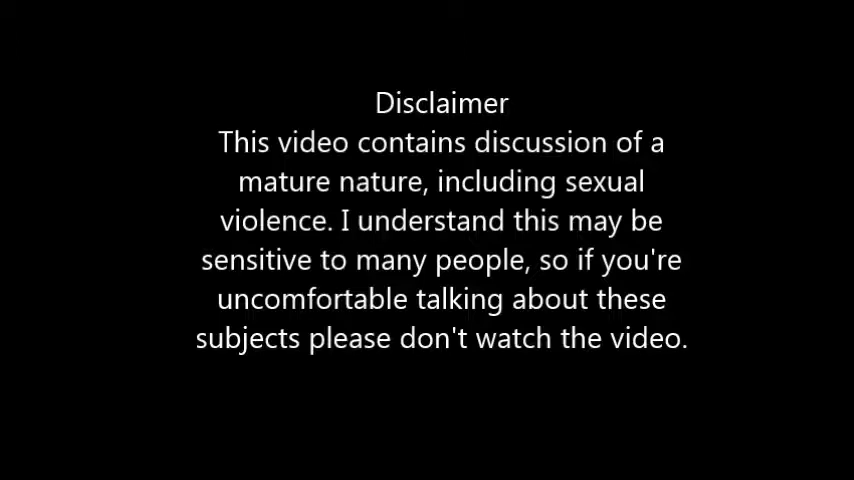 Disclaimer
This video contains discussion of a
mature nature, including sexual
violence. I understand this may be
sensitive to many people, so if you're
uncomfortable talking about these
subjects please don't watch the video.